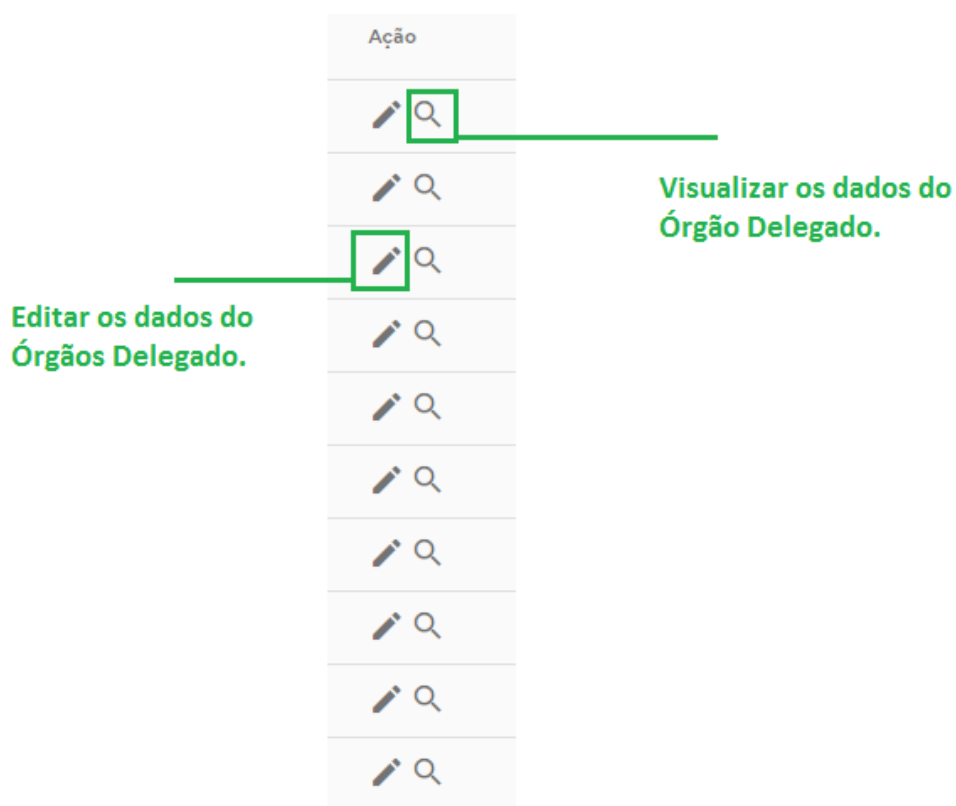 Ação
Visualizar os dados do
Órgão Delegado.
Editar os dados do
Órgãos Delegado.